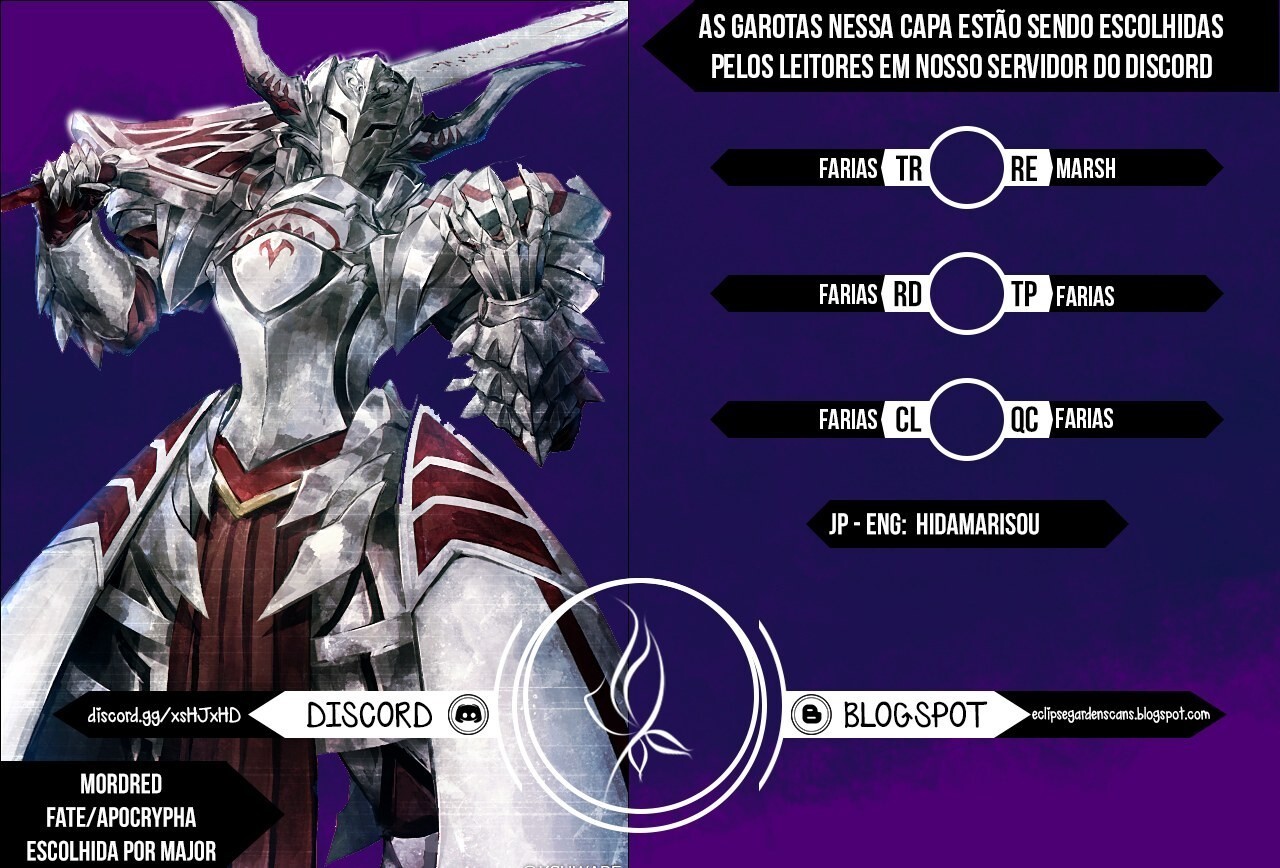 AS GAROTAS NESSA CAPA ESTÃO SENDO ESCOLHIDAS
PELOS LEITORES EM NOSSO SERVIDOR DO DISCORD
FARIAS TR RE MARSH
FARIAS RD TP FARIAS
FARIAS CL QC FARIAS
JP - ENG: HIDAMARISOU
discord.gg/xsHJxHD DISCORD BLOGSPOT eclipsegardenscans.blogspot.com
MORDRED
FATE/APOCRYPHA
ESCOLHIDA POR MAJOR